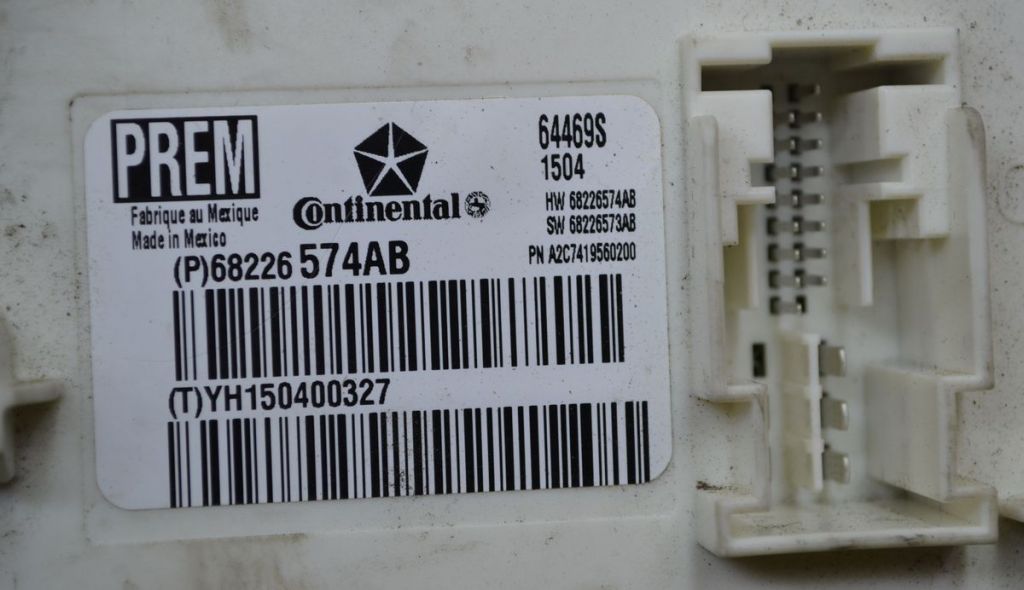 PREM
Fabrique au Mexique
Made in Mexico
Continental
64469S
1504
HW 68226574AB
SW 68226573AB
PN A2C7419560200
(P)68226 574AB
(T)YH150400327